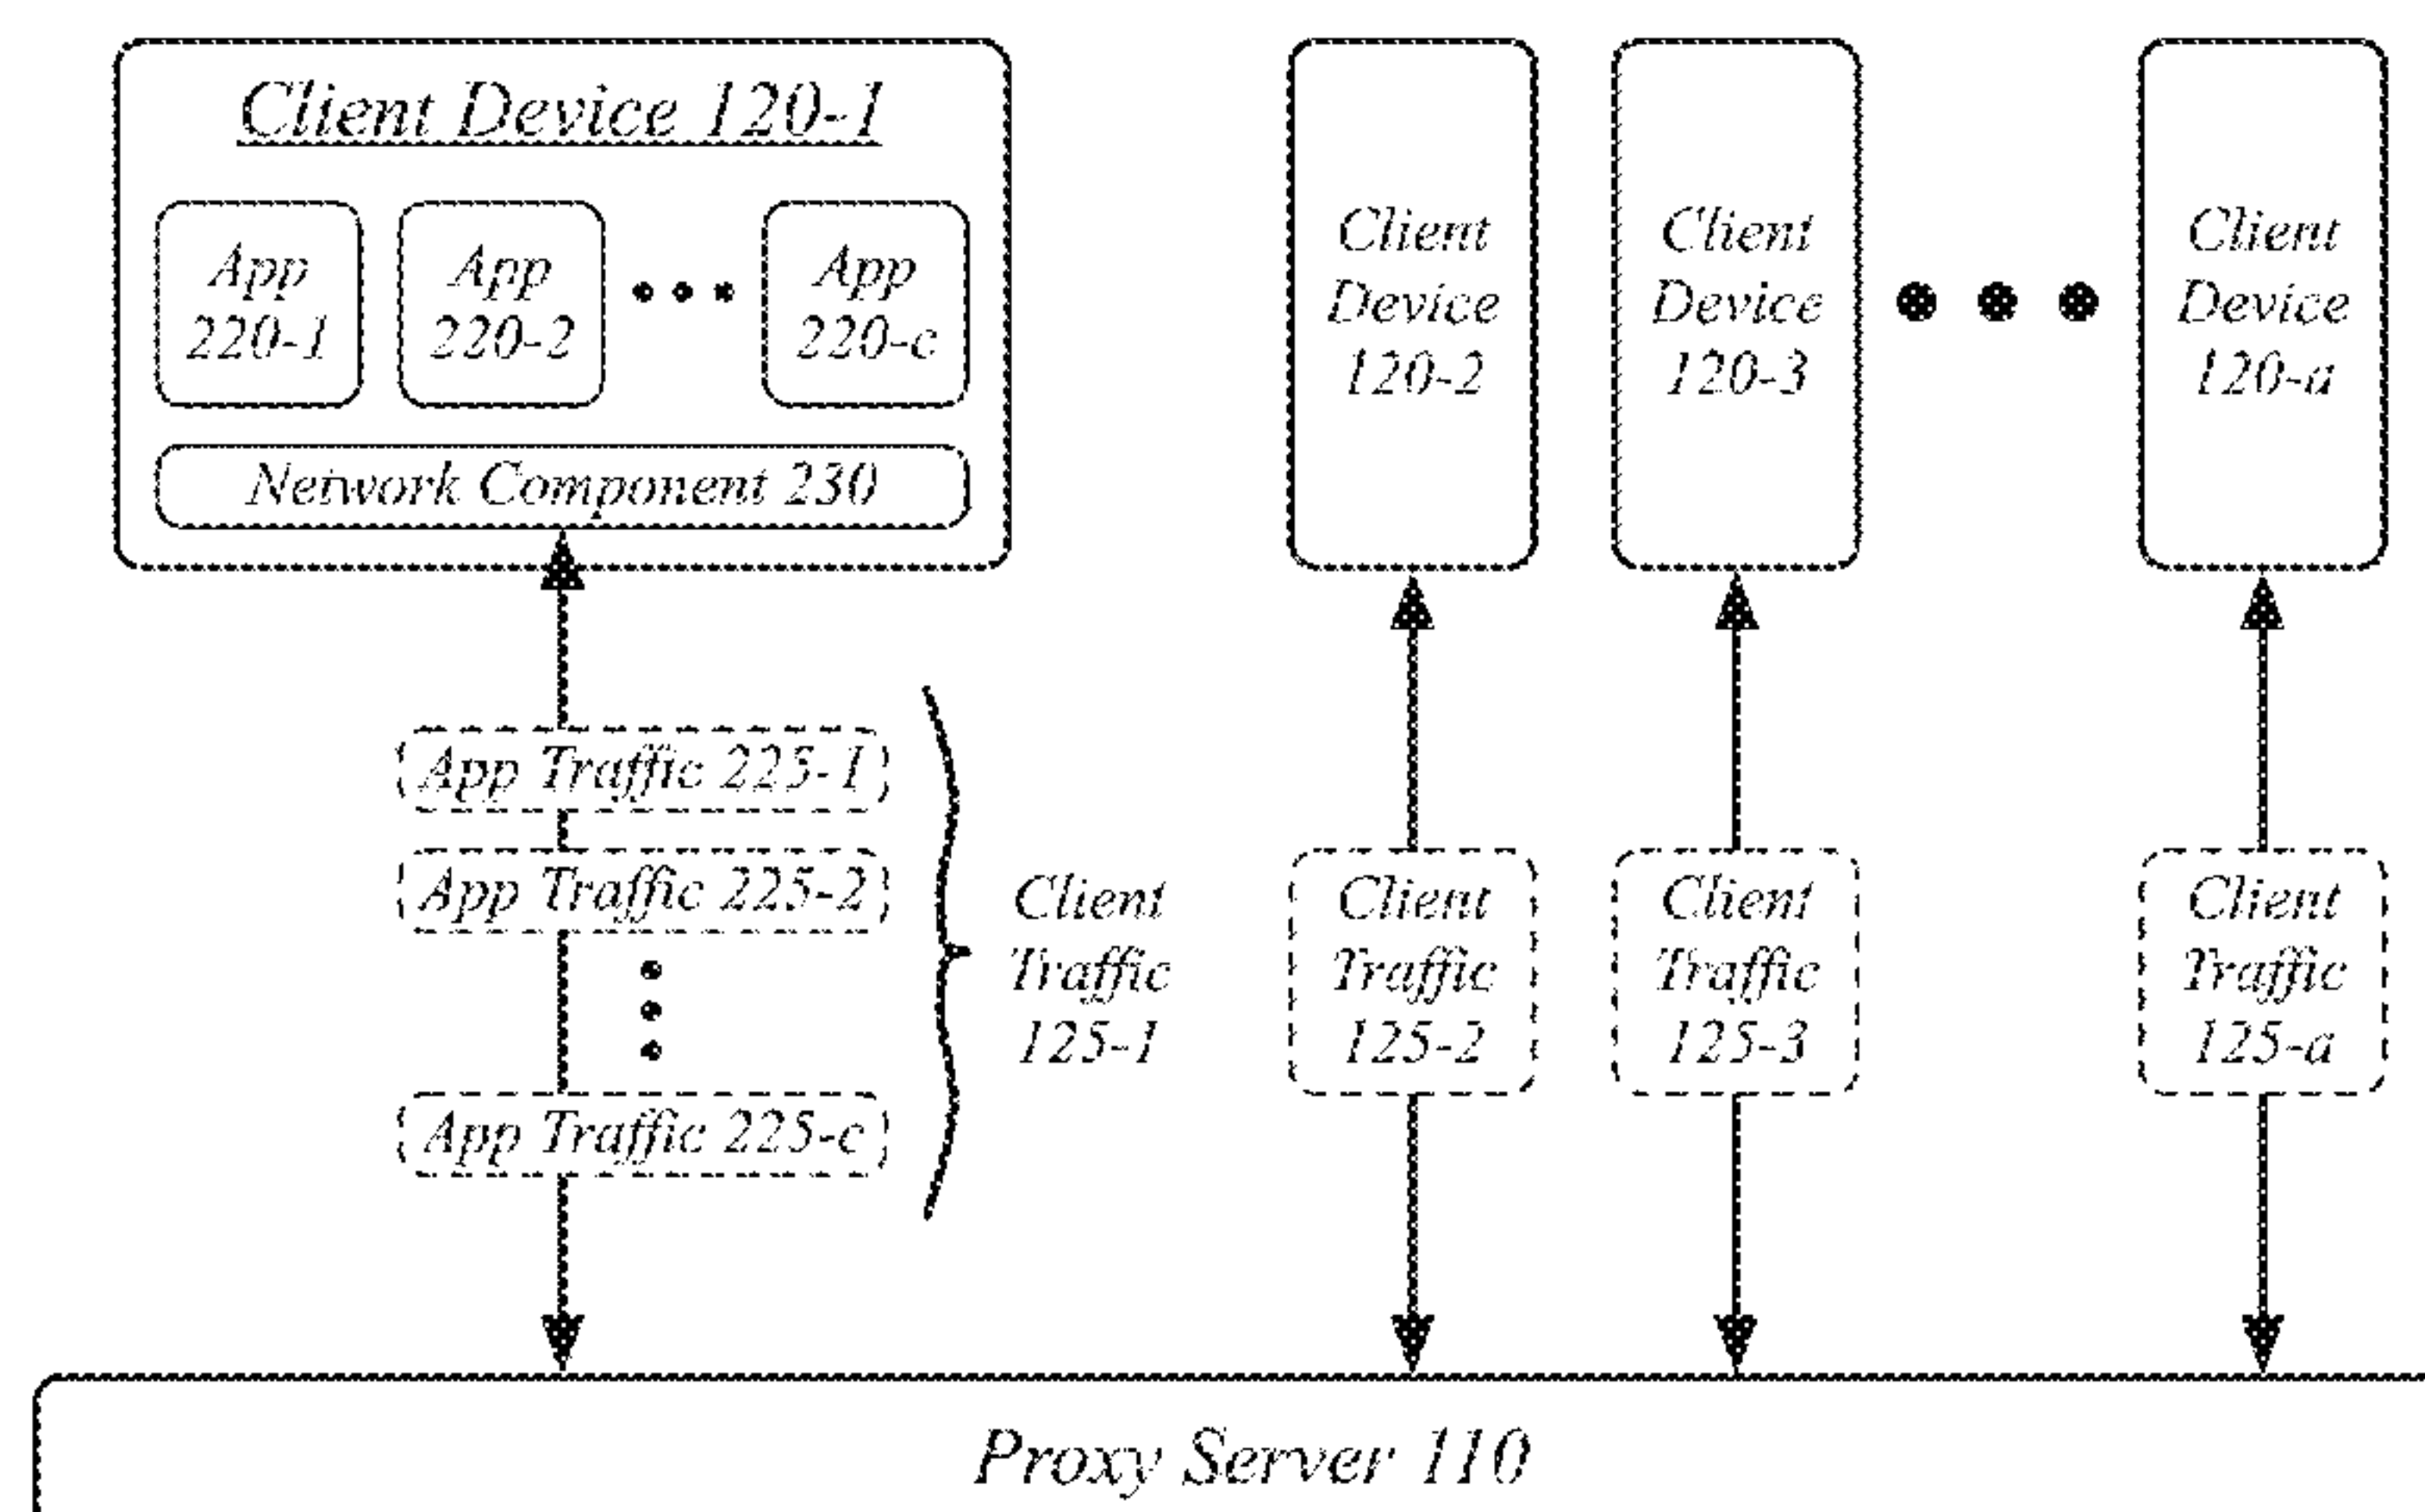 Client Device 120-1
App
220-1
App
220-2
App
220-c
Network Component 230
Client
Device
120-2
Client
Device
120-3
Client
Device
120-a
App Traffic 225-1
App Traffic 225-2
App Traffic 225-c
Client
Traffic
125-1
Client
Traffic
125-2
Client
Traffic
125-3
Client
Traffic
125-a
Proxy Server 110